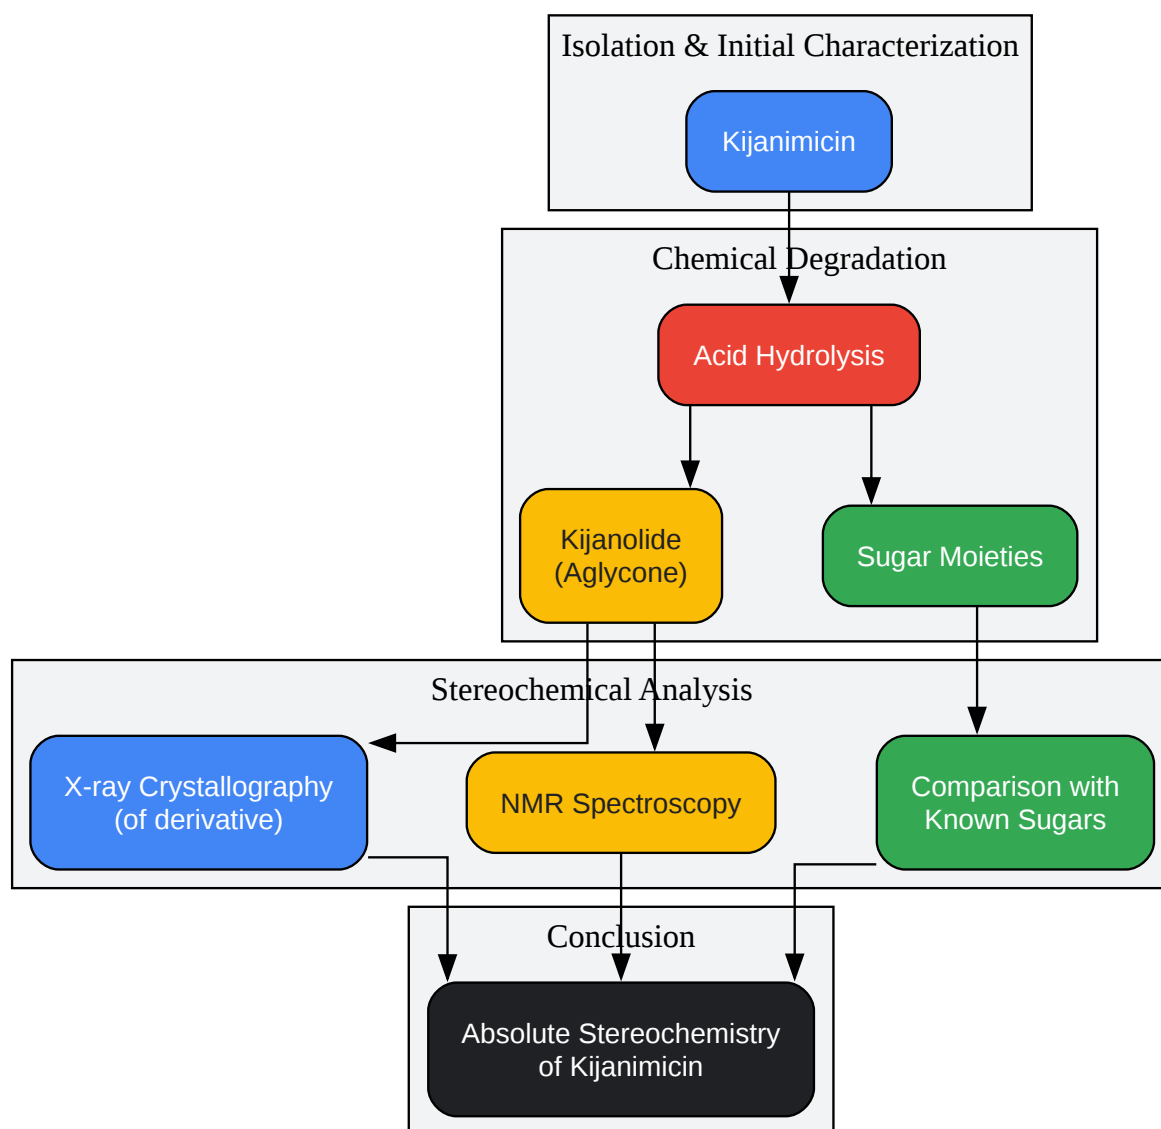 Isolation & Initial Characterization
Kijanimicin
Chemical Degradation
Acid Hydrolysis
Kijanolide
(Aglycone)
Sugar Moieties
Stereochemical Analysis
X-ray Crystallography
(of derivative)
NMR Spectroscopy
Comparison with
Known Sugars
Conclusion
Absolute Stereochemistry
of Kijanimicin